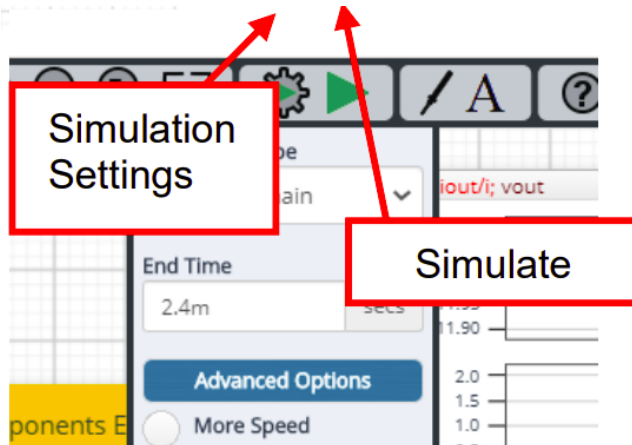 A
Simulation
Settings
iout/i; vout
End Time
Simulate
2.4m
secs
11.90
Advanced Options
2.0
1.5
More Speed
1.0